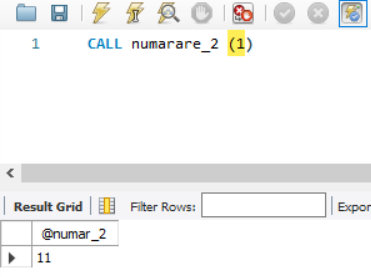 1 CALL numarare_2 (1)
Result Grid Filter Rows: Expor
@numar_2
11